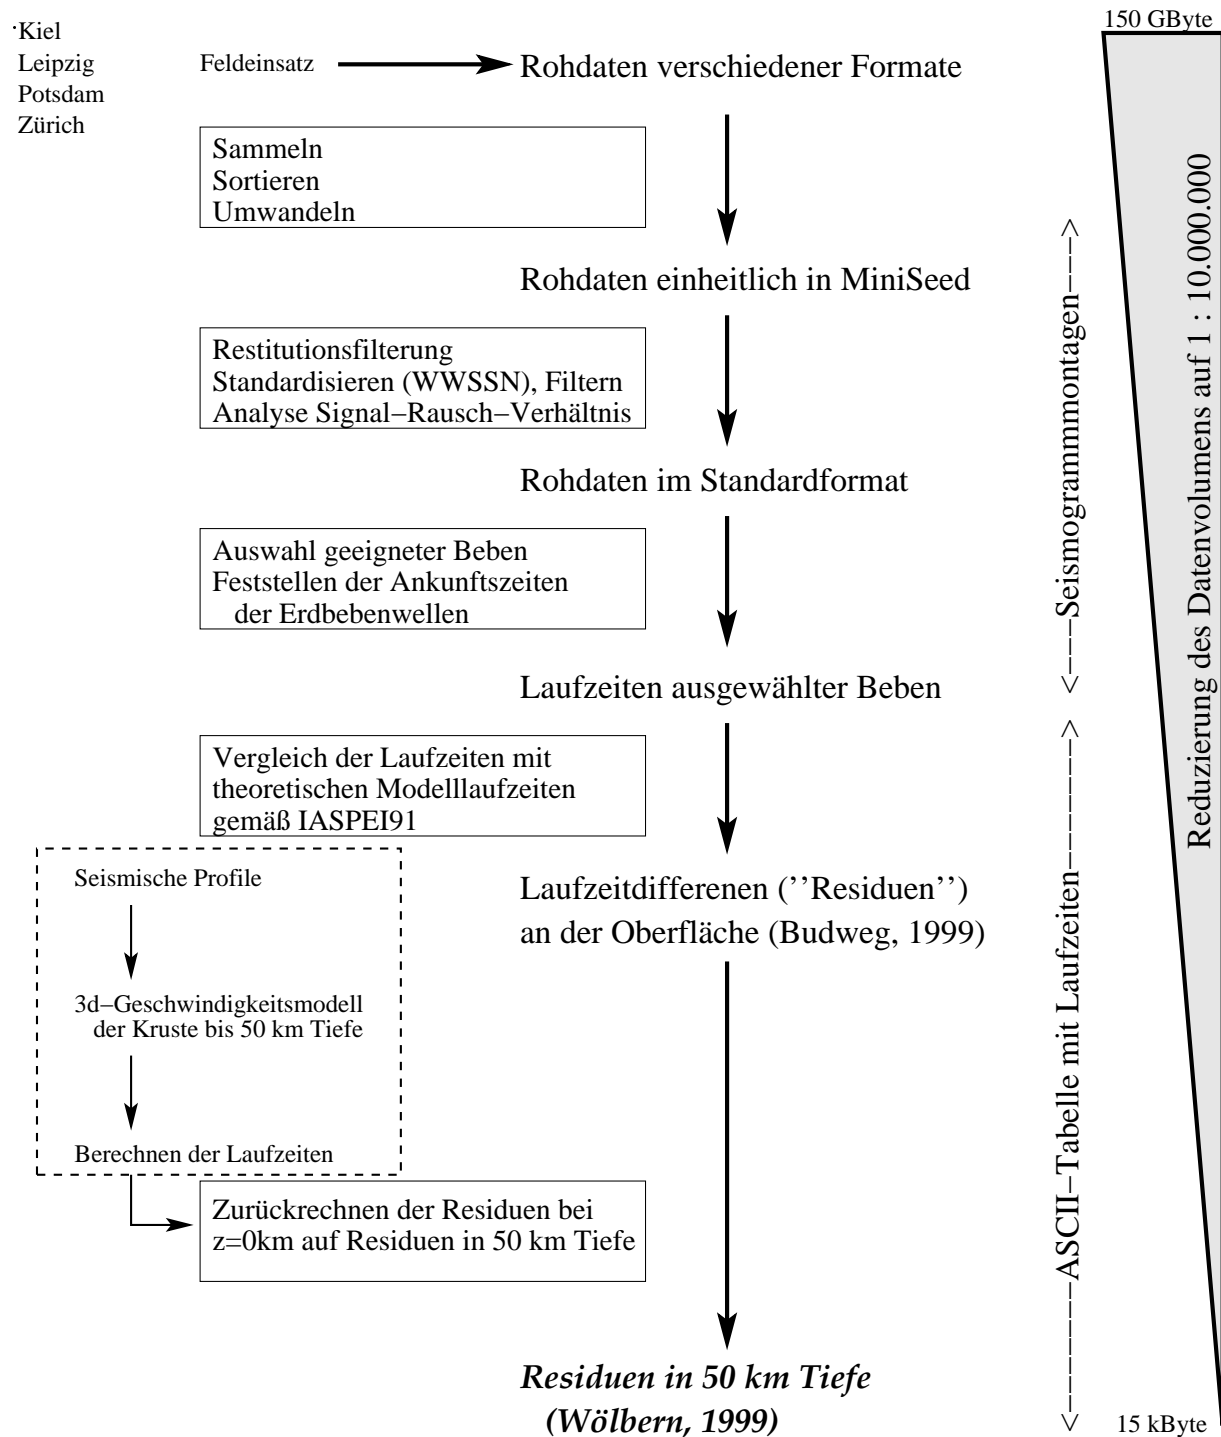 Kiel
Leipzig
Potsdam
Zürich
Feldeinsatz
Rohdaten verschiedener Formate
150 GByte
Sammeln
Sortieren
Umwandeln
Rohdaten einheitlich in MiniSeed
Restitutionsfilterung
Standardisieren (WWSSN), Filtern
Analyse Signal−Rausch−Verhältnis
Rohdaten im Standardformat
Auswahl geeigneter Beben
Feststellen der Ankunftszeiten
der Erdbebenwellen
Laufzeiten ausgewählter Beben
Vergleich der Laufzeiten mit
theoretischen Modelllaufzeiten
gemäß IASPEI91
Laufzeitdifferenen (’’Residuen’’)
an der Oberfläche (Budweg, 1999)
Seismische Profile
3d−Geschwindigkeitsmodell
der Kruste bis 50 km Tiefe
Berechnen der Laufzeiten
Zurückrechnen der Residuen bei
z=0km auf Residuen in 50 km Tiefe
Residuen in 50 km Tiefe
(Wölbern, 1999)
<−−−−Seismogrammmontagen−−−−>
<−−−−−−−−ASCII−Tabelle mit Laufzeiten−−−−−−−−>
Reduzierung des Datenvolumens auf 1 : 10.000.000
15 kByte